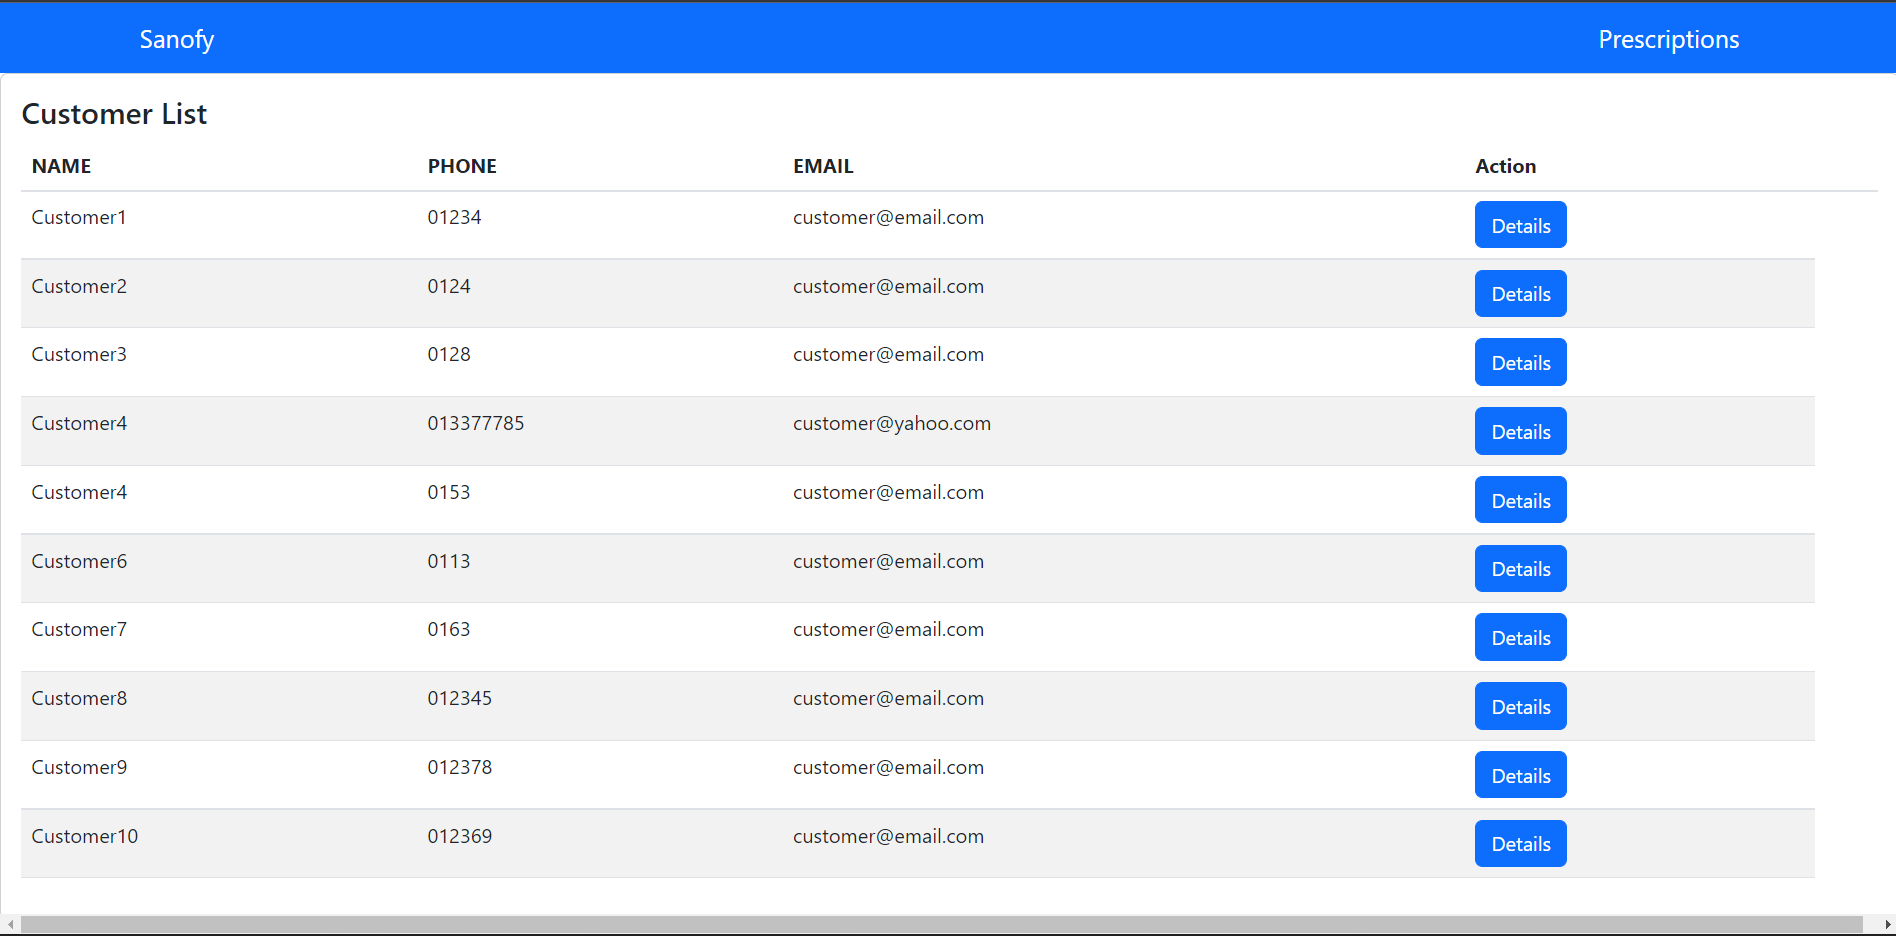 Sanofy Prescriptions
Customer List
NAME PHONE EMAIL Action
Customer1 01234 customer@email.com Details
Customer2 0124 customer@email.com Details
Customer3 0128 customer@email.com Details
Customer4 013377785 customer@yahoo.com Details
Customer4 0153 customer@email.com Details
Customer6 0113 customer@email.com Details
Customer7 0163 customer@email.com Details
Customer8 012345 customer@email.com Details
Customer9 012378 customer@email.com Details
Customer10 012369 customer@email.com Details